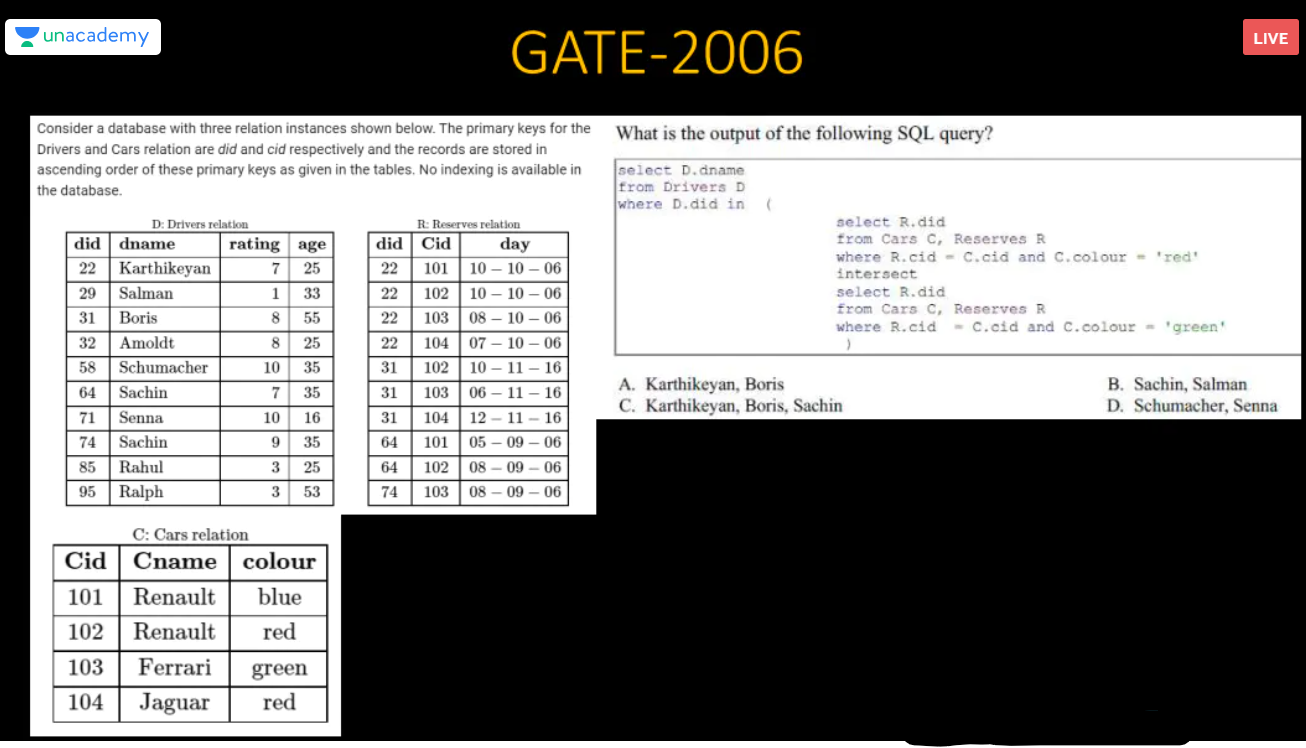 unacademy
GATE-2006
LIVE
Consider a database with three relation instances shown below. The primary keys for the
Drivers and Cars relation are did and cid respectively and the records are stored in
ascending order of these primary keys as given in the tables. No indexing is available in
the database.
D: Drivers relation
did dname rating age
22 Karthikeyan 7 25
29 Salman 1 33
31 Boris 8 55
32 Amoldt 8 25
58 Schumacher 10 35
64 Sachin 7 35
71 Senna 10 16
74 Sachin 9 35
85 Rahul 3 25
95 Ralph 3 53
R: Reserves relation
did Cid day
22 101 10 – 10 – 06
22 102 10 – 10 – 06
22 103 08 – 10 – 06
22 104 07 – 10 – 06
31 102 10 – 11 – 16
31 103 06 – 11 – 16
31 104 12 – 11 – 16
64 101 05 – 09 – 06
64 102 08 – 09 – 06
74 103 08 – 09 – 06
C: Cars relation
Cid Cname colour
101 Renault blue
102 Renault red
103 Ferrari green
104 Jaguar red
What is the output of the following SQL query?
select D.dname
from Drivers D
where D.did in (
select R.did
from Cars C, Reserves R
where R.cid = C.cid and C.colour = 'red'
intersect
select R.did
from Cars C, Reserves R
where R.cid = C.cid and C.colour = 'green'
)
A. Karthikeyan, Boris B. Sachin, Salman
C. Karthikeyan, Boris, Sachin D. Schumacher, Senna